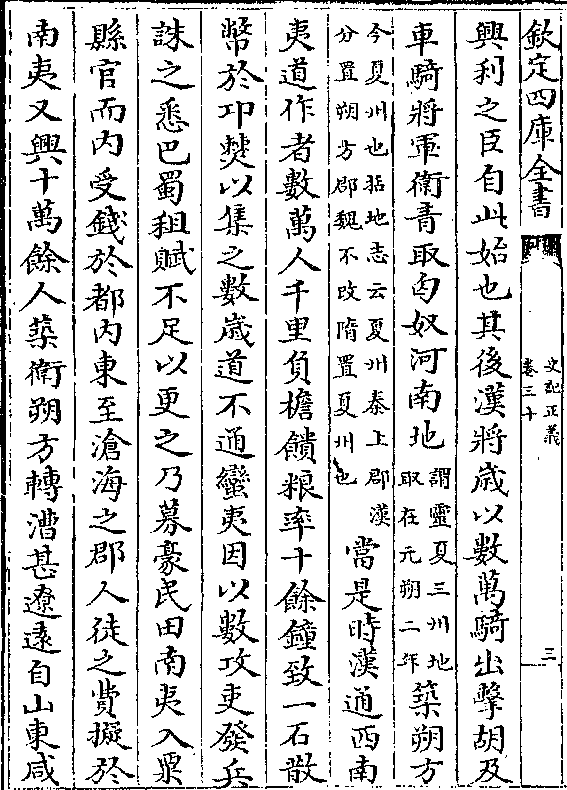 欽定四庫全書
史記正義
卷三十
三
興利之臣自此始也其後漢將歲以數萬騎出擊胡及
車騎將軍衞青取匈奴河南地謂靈夏三州地取在元朔二年築朔方
今夏州也括地志云夏州秦上郡漢分置朔方郡魏不改隋置夏州也當是時漢通西南
夷道作者數萬人千里負檐饋粮率十餘鐘致一石散
幣於卭僰以集之數歲道不通蠻夷因以數攻吏發兵
誅之悉巴蜀租賦不足以更之乃募豪民田南夷入粟
縣官而内受錢於都内東至滄海之郡人徒之費擬於
南夷又興十萬餘人築衞朔方轉漕甚遼遠自山東咸